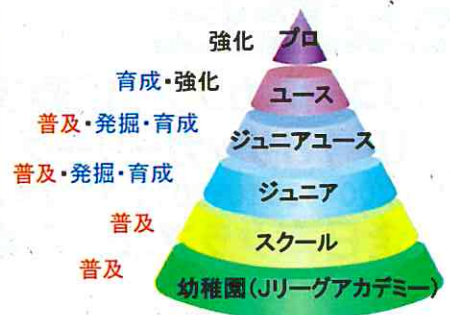 強化 プロ
育成・強化 ユース
普及・発掘・育成 ジュニアユース
普及・発掘・育成 ジュニア
普及 スクール
普及 幼稚園(Jリーグアカデミー)